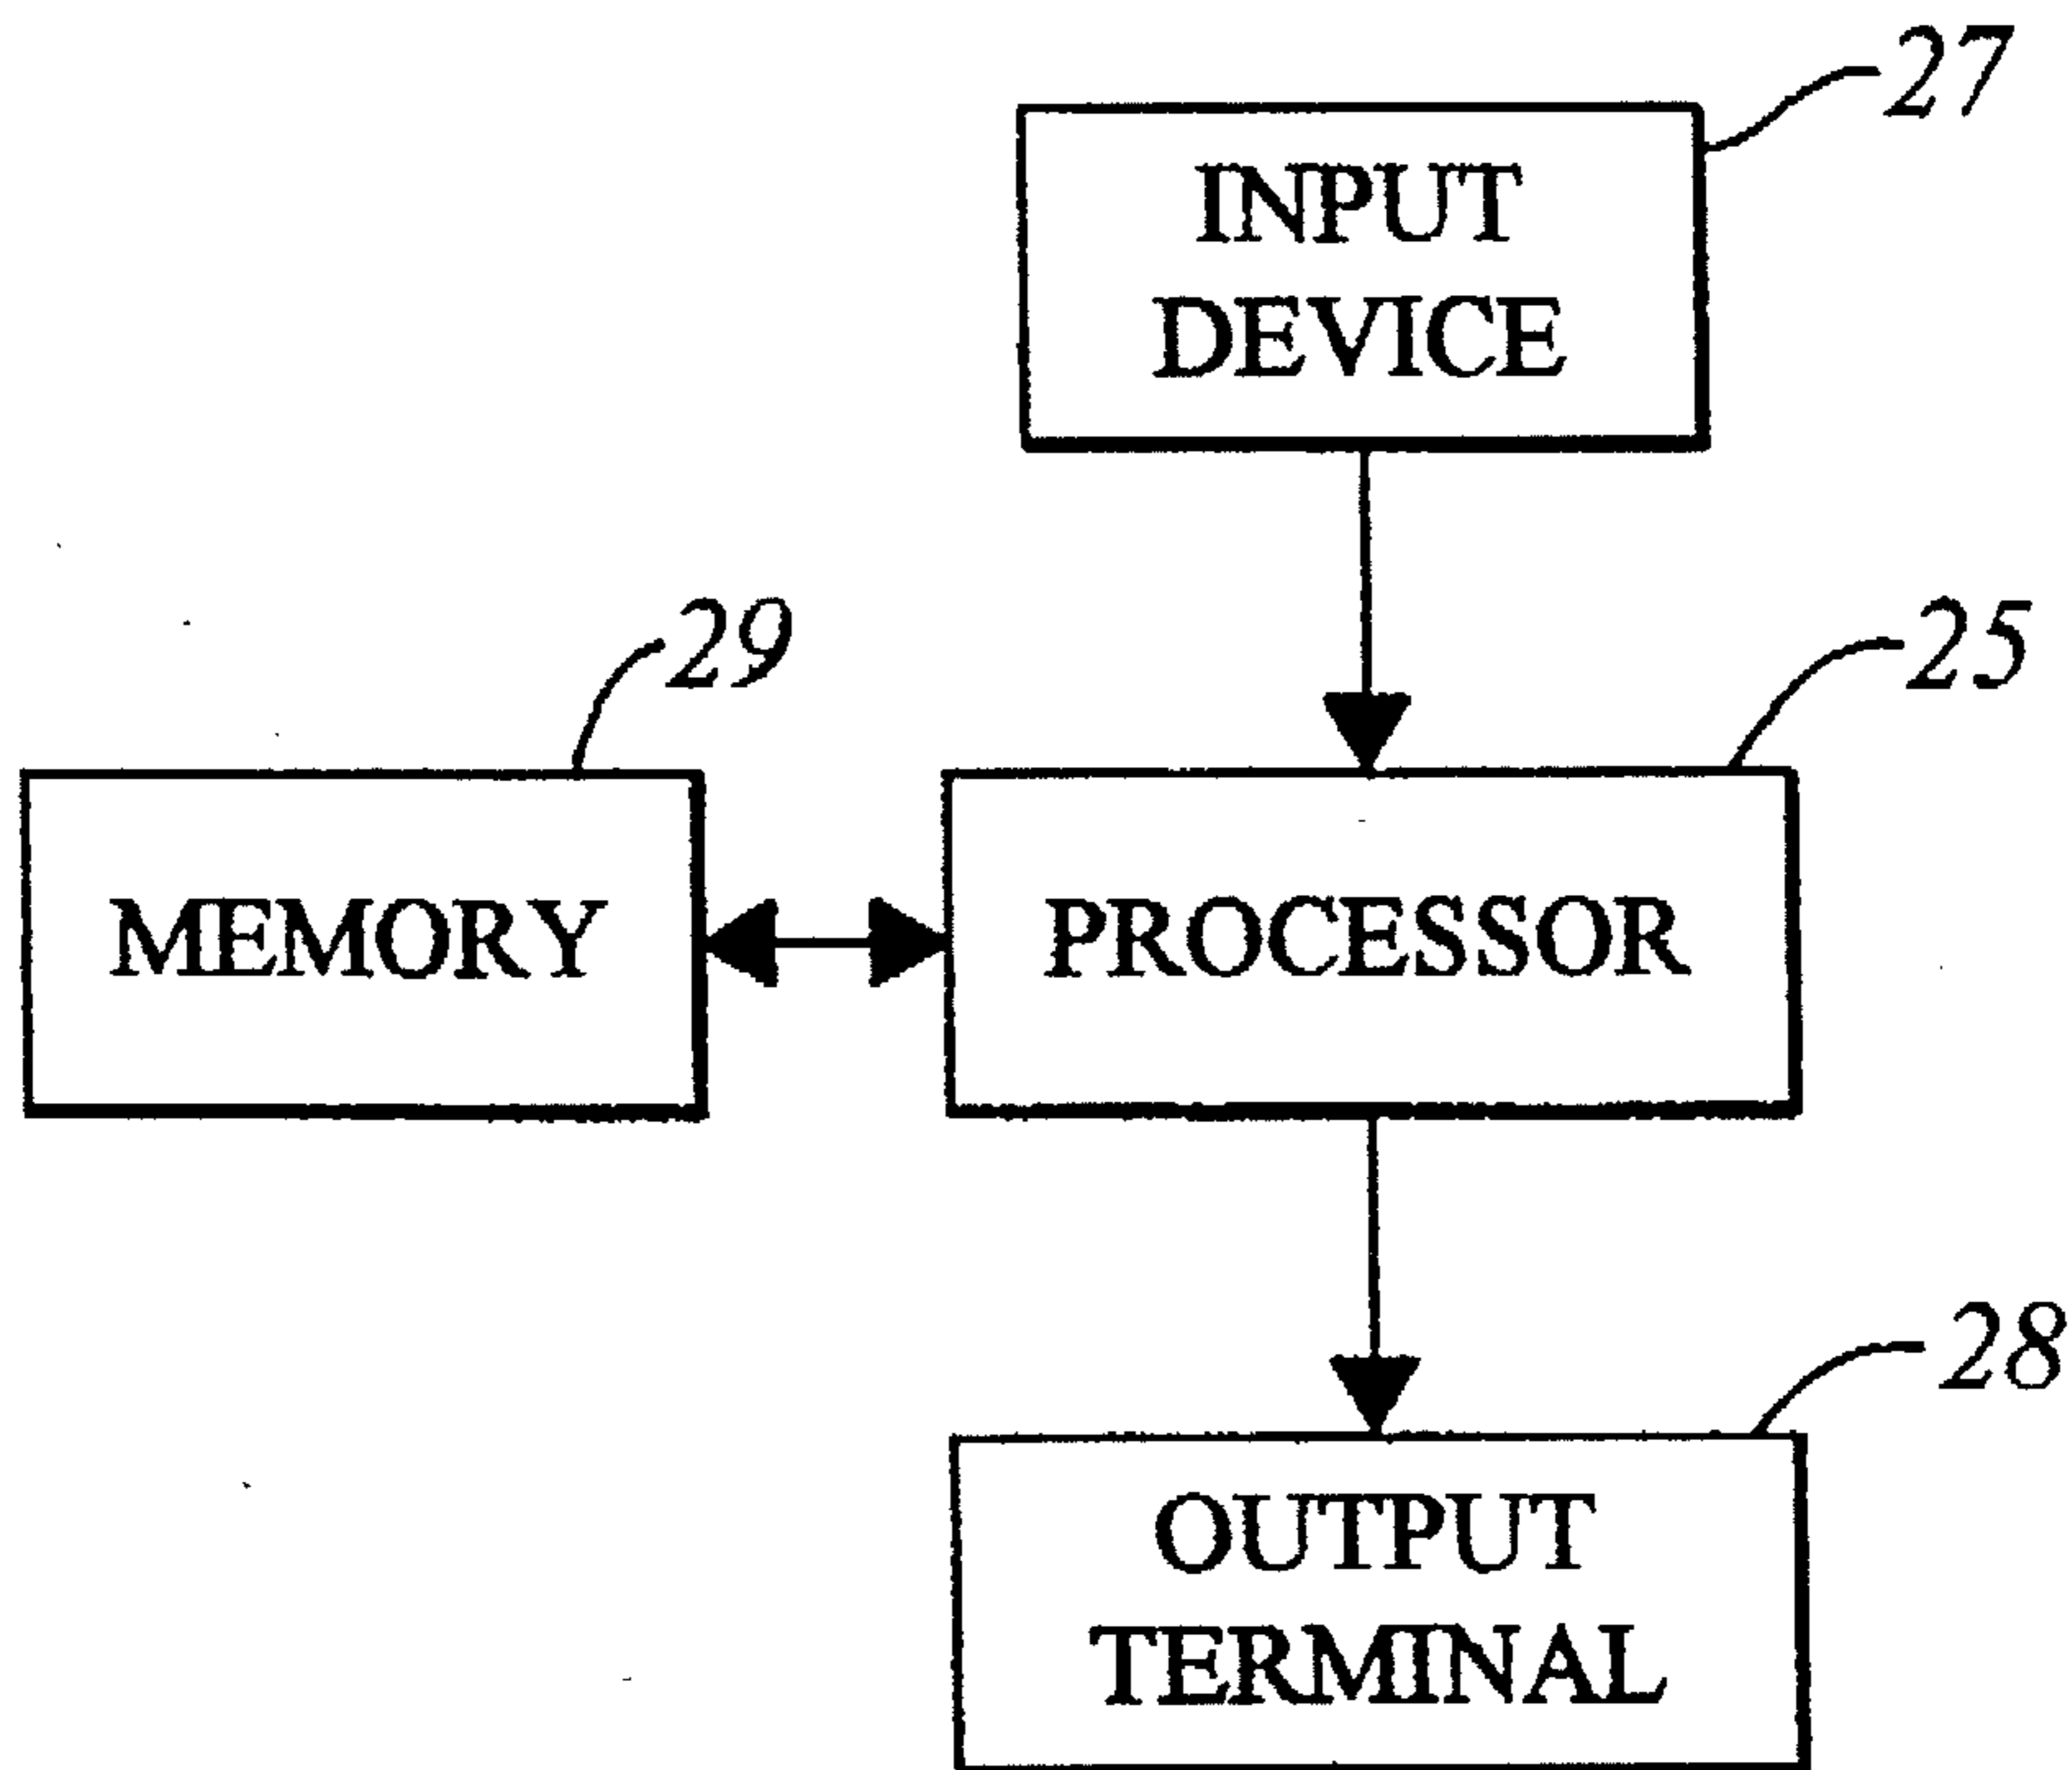 27
INPUT
DEVICE
29
25
MEMORY
PROCESSOR
28
OUTPUT
TERMINAL